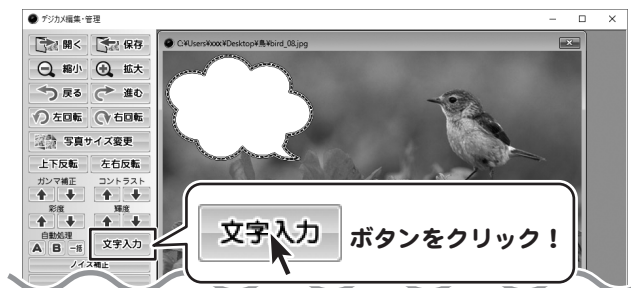 デジカメ編集・管理
開く 保存
C:¥Users¥xxx¥Desktop¥鳥¥bird_08.jpg
縮小 拡大
戻る 進む
左回転 右回転
写真サイズ変更
上下反転 左右反転
ガンマ補正 コントラスト
彩度 輝度
自動処理
A B 一括 文字入力
ノイズ補正
文字入力 ボタンをクリック！